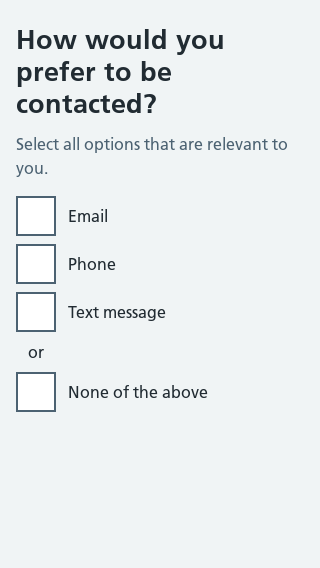 How would you
prefer to be
contacted?
Select all options that are relevant to
you.
Email
Phone
Text message
or
None of the above